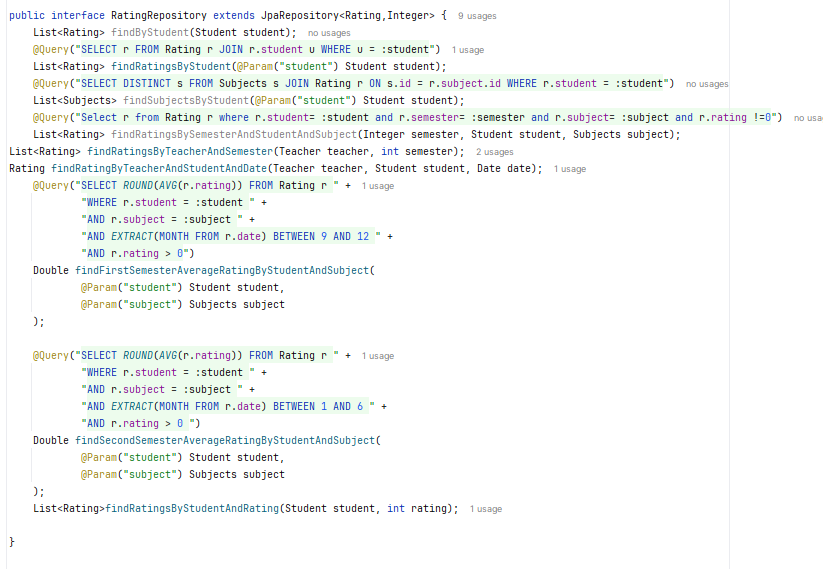 public interface RatingRepository extends JpaRepository<Rating,Integer> { 9 usages
List<Rating> findByStudent(Student student); no usages
@Query("SELECT r FROM Rating r JOIN r.student u WHERE u = :student") 1 usage
List<Rating> findRatingsByStudent(@Param("student") Student student);
@Query("SELECT DISTINCT s FROM Subjects s JOIN Rating r ON s.id = r.subject.id WHERE r.student = :student") no usages
List<Subjects> findSubjectsByStudent(@Param("student") Student student);
@Query("Select r from Rating r where r.student= :student and r.semester= :semester and r.subject= :subject and r.rating !=0") no usa
List<Rating> findRatingsBySemesterAndStudentAndSubject(Integer semester, Student student, Subjects subject);
List<Rating> findRatingsByTeacherAndSemester(Teacher teacher, int semester); 2 usages
Rating findRatingByTeacherAndStudentAndDate(Teacher teacher, Student student, Date date); 1 usage
@Query("SELECT ROUND(AVG(r.rating)) FROM Rating r " + 1 usage
"WHERE r.student = :student " +
"AND r.subject = :subject " +
"AND EXTRACT(MONTH FROM r.date) BETWEEN 9 AND 12 " +
"AND r.rating > 0")
Double findFirstSemesterAverageRatingByStudentAndSubject(
@Param("student") Student student,
@Param("subject") Subjects subject
);
@Query("SELECT ROUND(AVG(r.rating)) FROM Rating r " + 1 usage
"WHERE r.student = :student " +
"AND r.subject = :subject " +
"AND EXTRACT(MONTH FROM r.date) BETWEEN 1 AND 6 " +
"AND r.rating > 0 ")
Double findSecondSemesterAverageRatingByStudentAndSubject(
@Param("student") Student student,
@Param("subject") Subjects subject
);
List<Rating>findRatingsByStudentAndRating(Student student, int rating); 1 usage
}